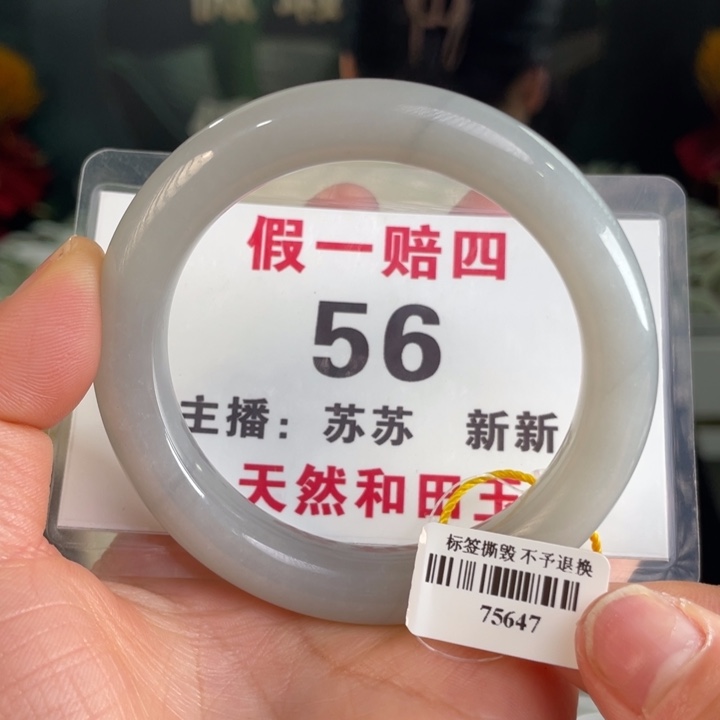 假一赔四
56
主播：苏苏 新新
天然和田玉
标签撕毁 不予退换
75647